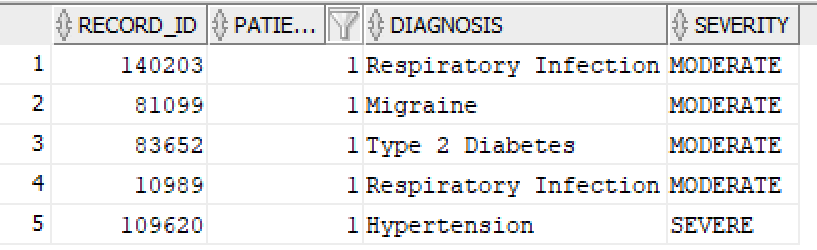 RECORD_ID PATIE... DIAGNOSIS SEVERITY
1 140203 1 Respiratory Infection MODERATE
2 81099 1 Migraine MODERATE
3 83652 1 Type 2 Diabetes MODERATE
4 10989 1 Respiratory Infection MODERATE
5 109620 1 Hypertension SEVERE